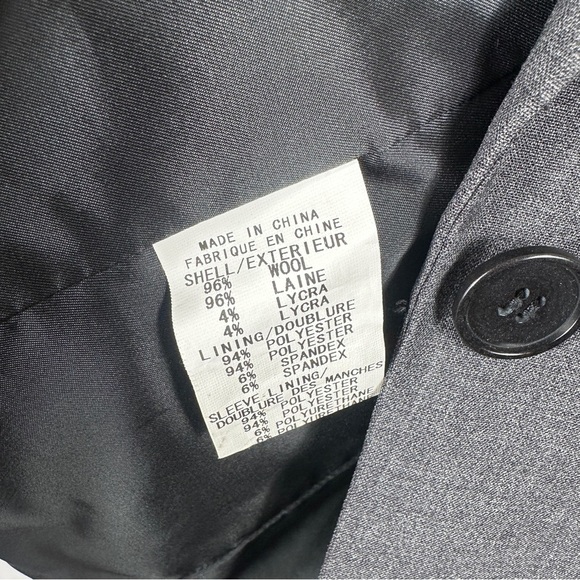 MADE IN CHINA
FABRIQUE EN CHINE
SHELL/EXTERIEUR
96% WOOL
96% LAINE
4% LYCRA
4% LYCRA
LINING/DOUBLURE
94% POLYESTER
94% POLYESTER
6% SPANDEX
6% SPANDEX
SLEEVE LINING/
DOUBLURE DES MANCHES
94% POLYESTER
94% POLYESTER
6% POLYURETHANE
6% POLYURETHANE